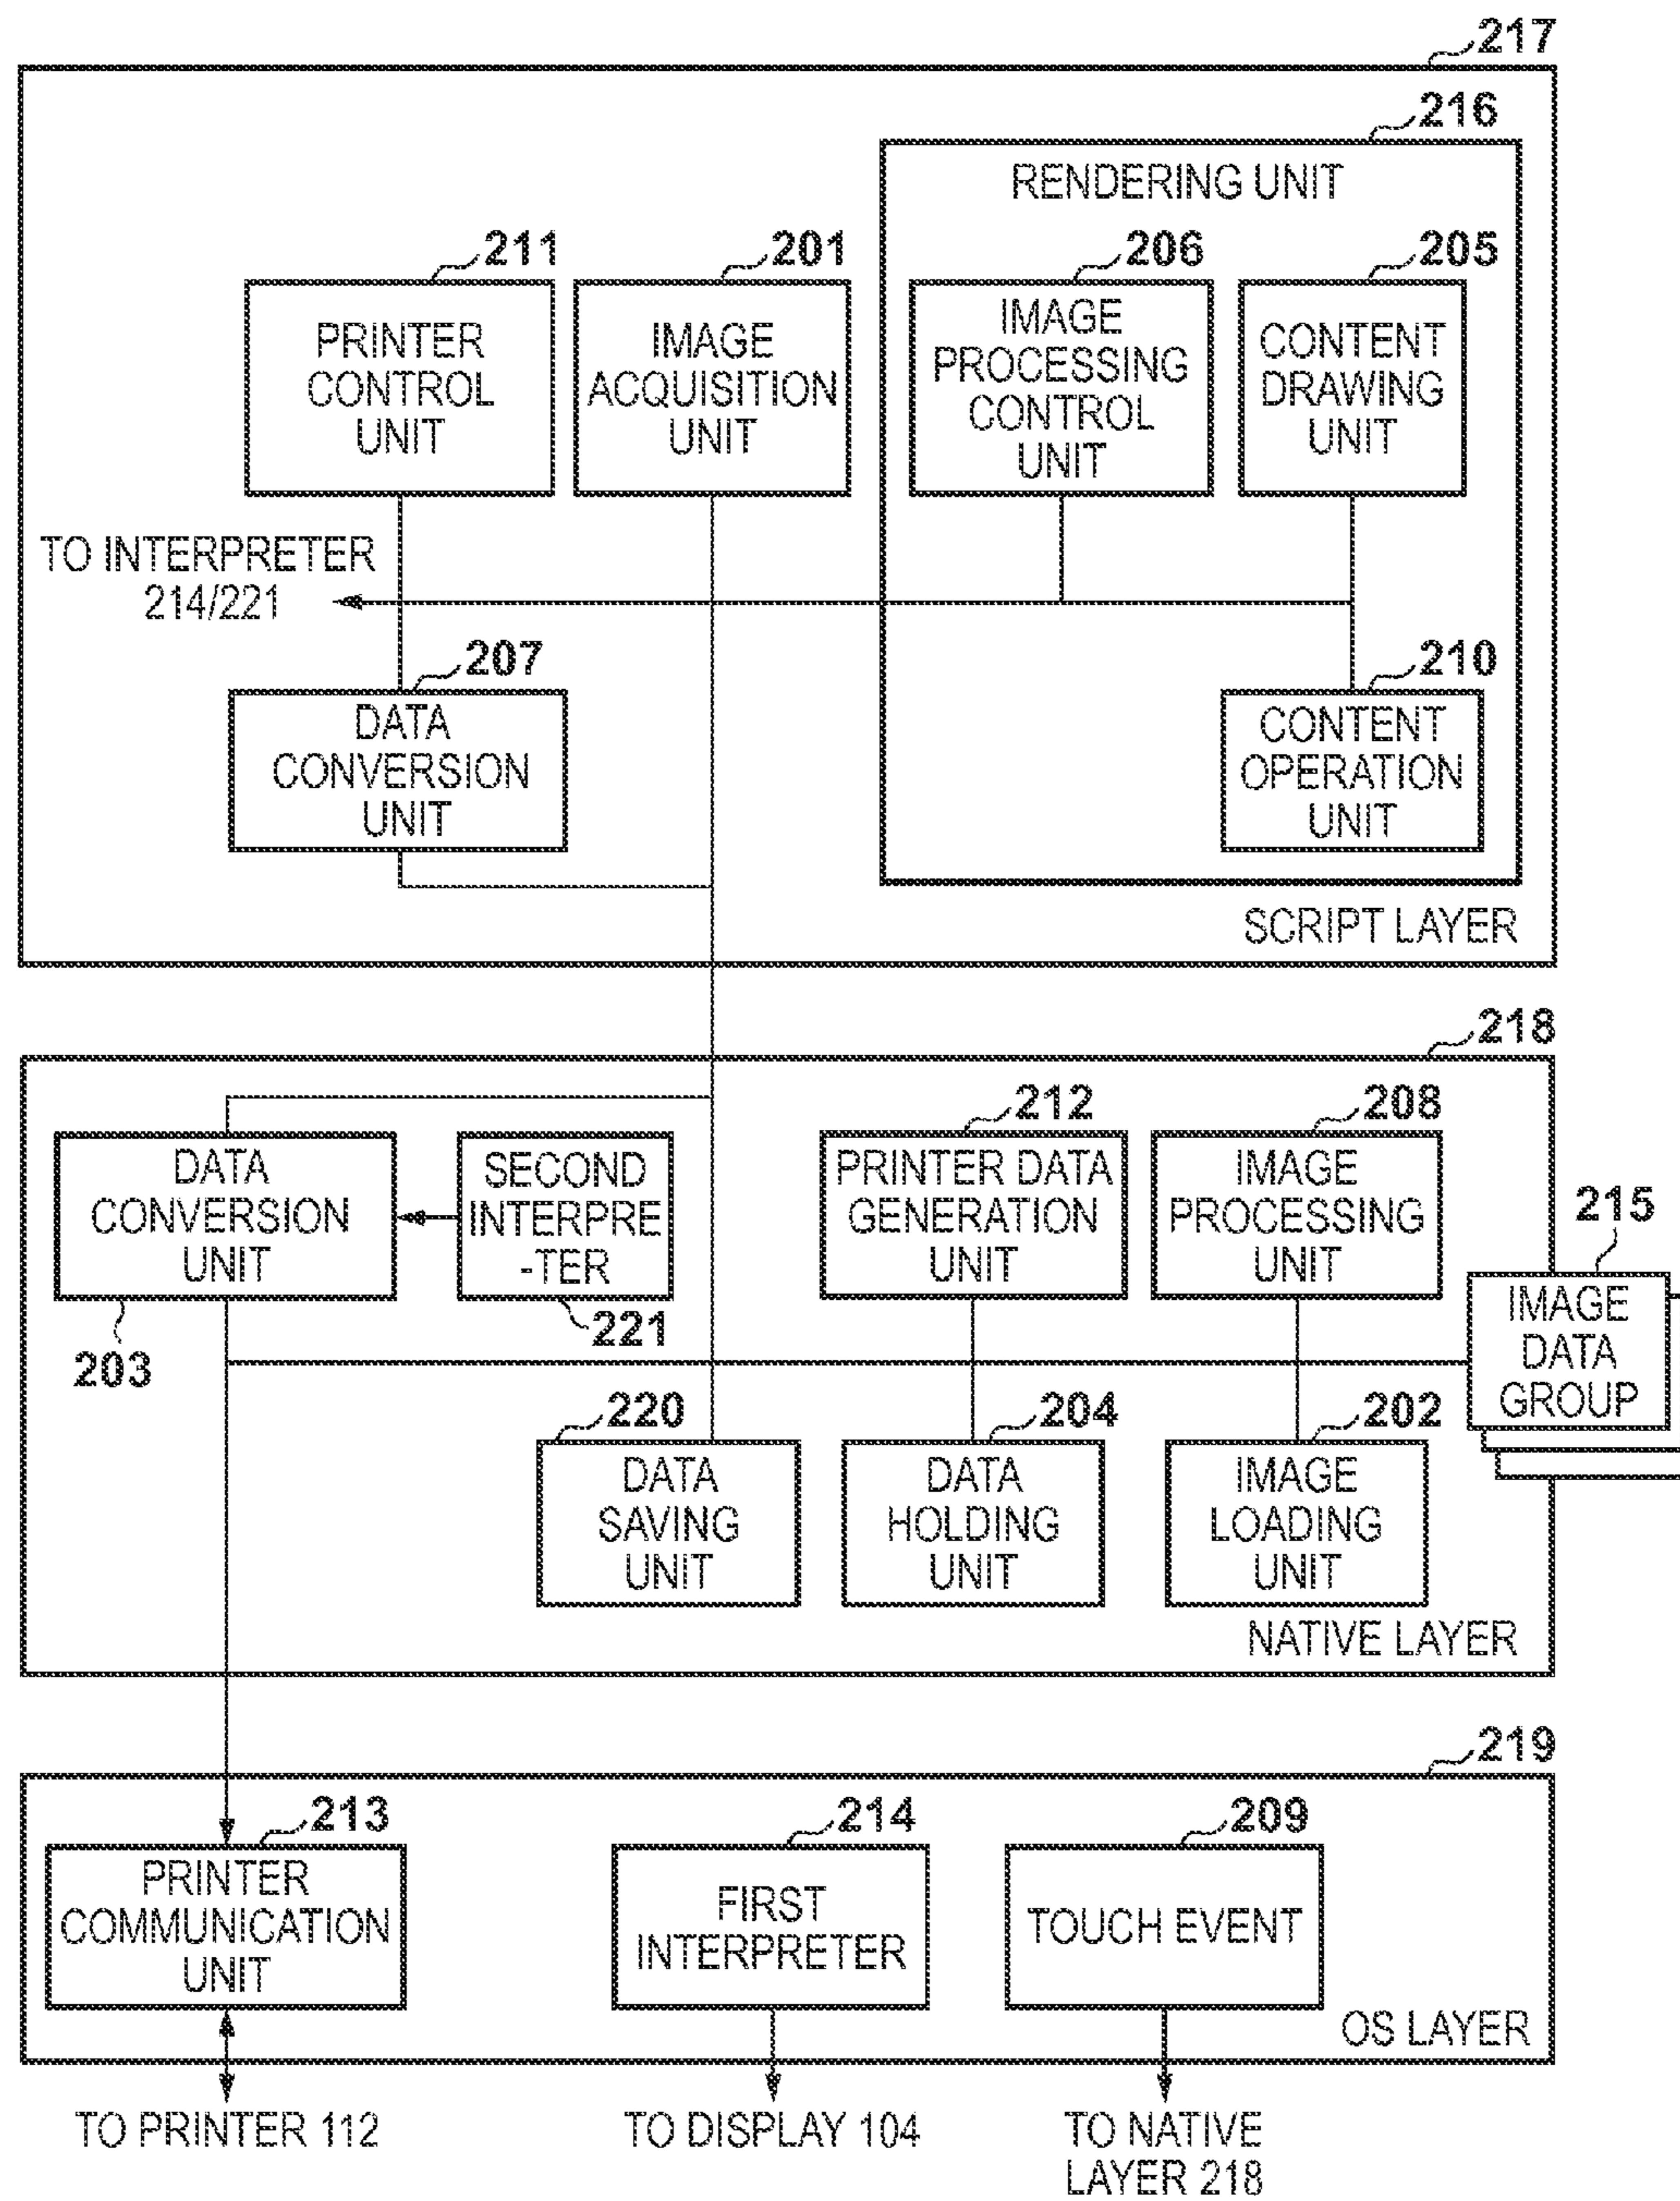 217
216
RENDERING UNIT
211
201
206
205
PRINTER
CONTROL
UNIT
IMAGE
ACQUISITION
UNIT
IMAGE
PROCESSING
CONTROL
UNIT
CONTENT
DRAWING
UNIT
TO INTERPRETER
214/221
207
210
DATA
CONVERSION
UNIT
CONTENT
OPERATION
UNIT
SCRIPT LAYER
218
212
208
DATA
CONVERSION
UNIT
SECOND
INTERPRE
-TER
PRINTER DATA
GENERATION
UNIT
IMAGE
PROCESSING
UNIT
215
IMAGE
DATA
GROUP
203
221
220
204
202
DATA
SAVING
UNIT
DATA
HOLDING
UNIT
IMAGE
LOADING
UNIT
NATIVE LAYER
219
213
214
209
PRINTER
COMMUNICATION
UNIT
FIRST
INTERPRETER
TOUCH EVENT
OS LAYER
TO PRINTER 112
TO DISPLAY 104
TO NATIVE
LAYER 218